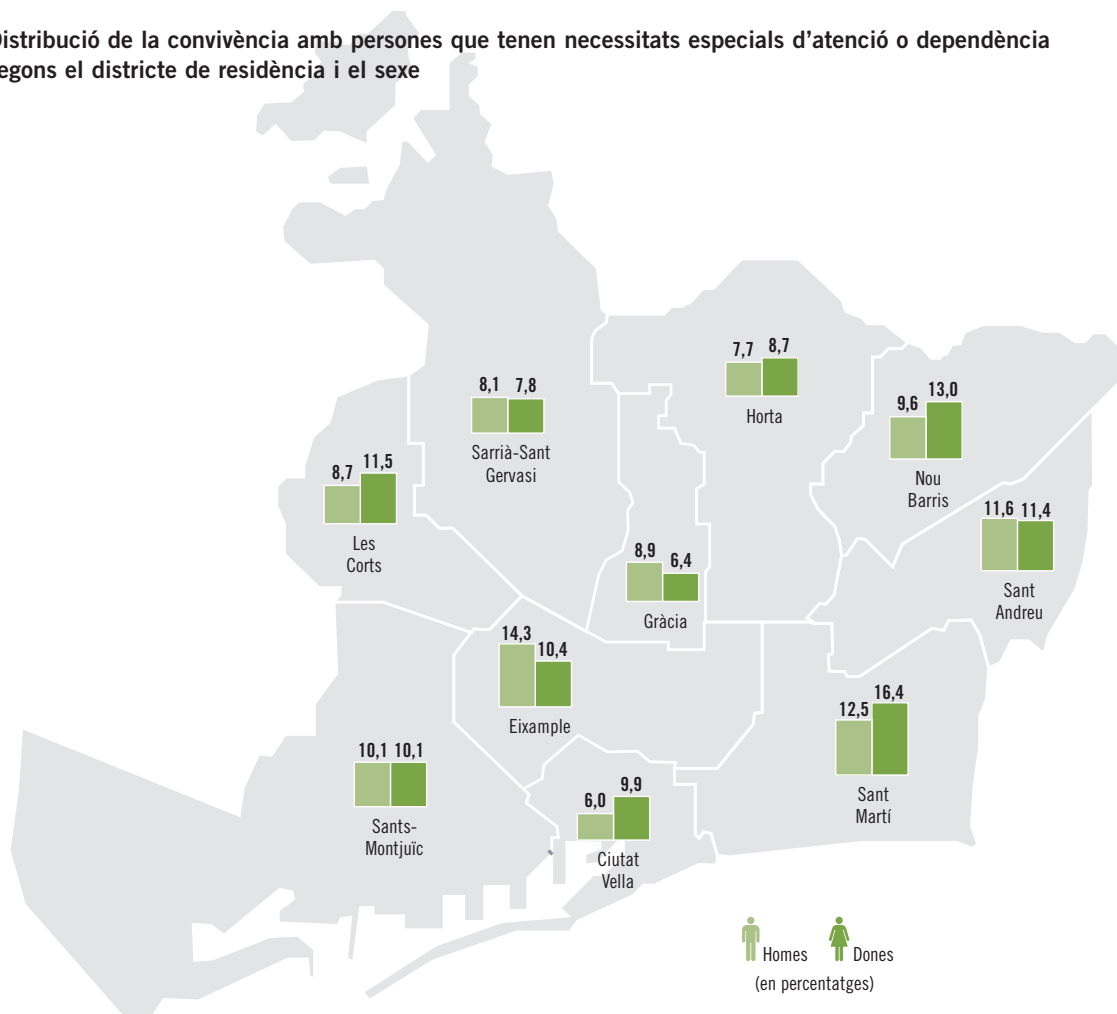 Distribució de la convivència amb persones que tenen necessitats especials d'atenció o dependència
segons el districte de residència i el sexe
7,7 8,7
Horta
8,1 7,8
Sarrià-Sant
Gervasi
9,6 13,0
Nou
Barris
8,7 11,5
Les
Corts
11,6 11,4
Sant
Andreu
8,9 6,4
Gràcia
14,3 10,4
Eixample
12,5 16,4
Sant
Martí
10,1 10,1
Sants-
Montjuïc
6,0 9,9
Ciutat
Vella
Homes Dones
(en percentatges)